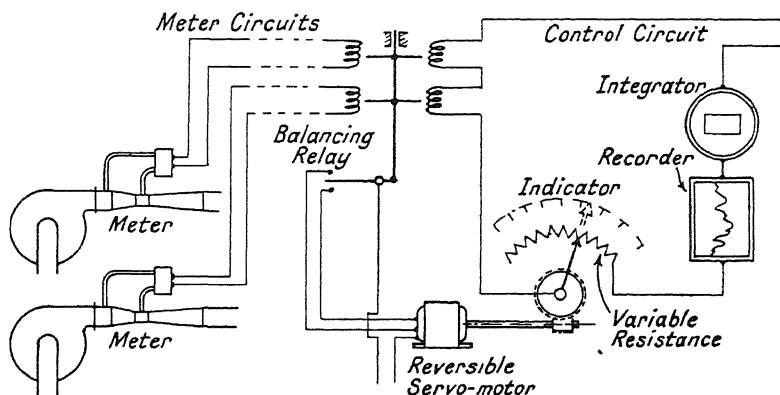 Meter Circuits
Control Circuit
Integrator
Balancing
Relay
Recorder
Indicator
Meter
Meter
Variable
Resistance
Reversible
Servo-motor